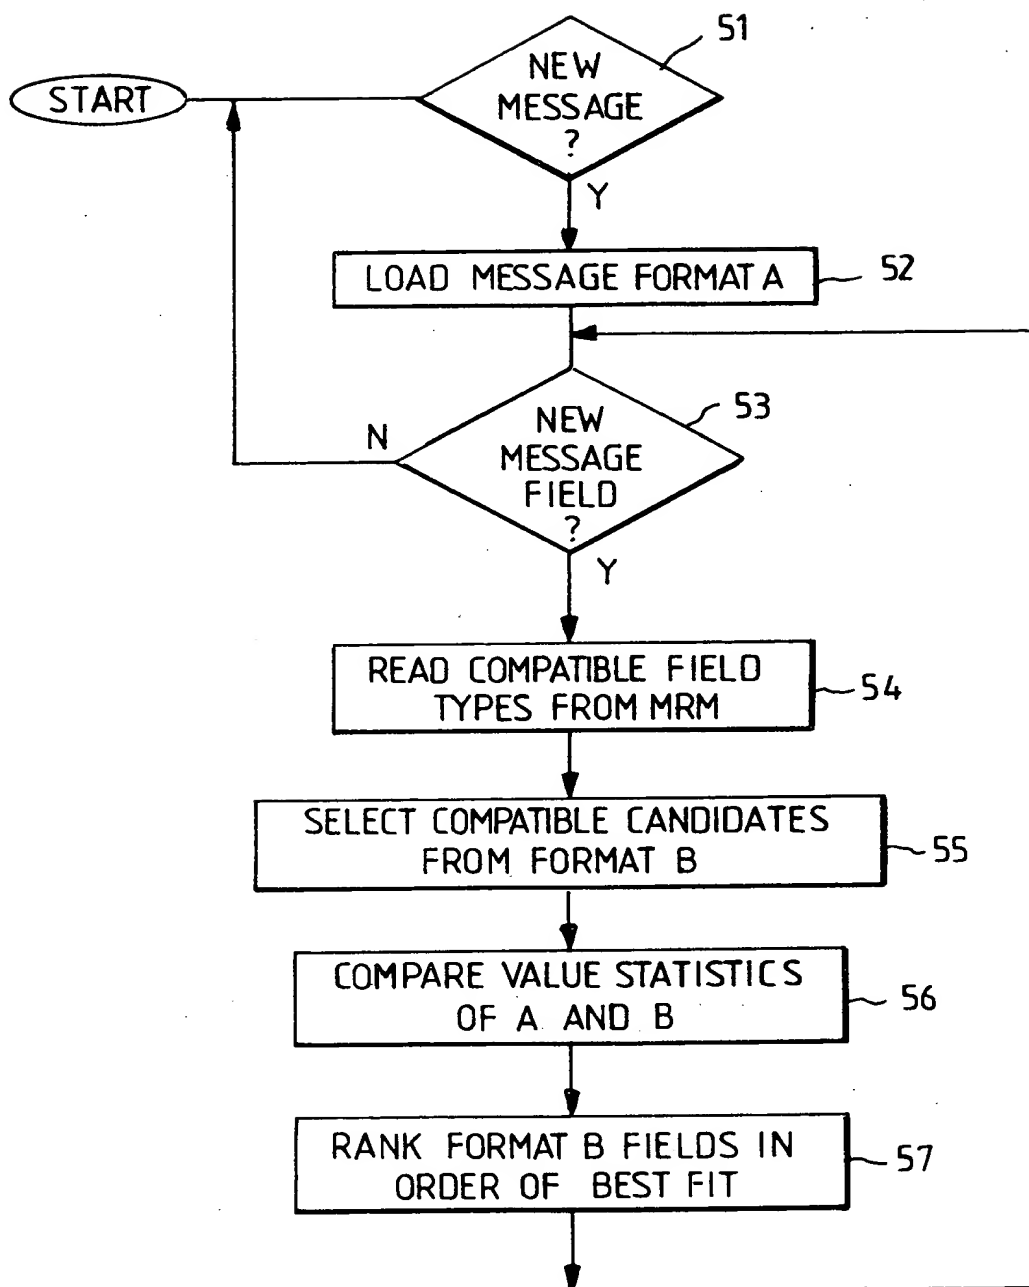 51
START
NEW
MESSAGE
?
Y
LOAD MESSAGE FORMAT A
52
53
N
NEW
MESSAGE
FIELD
?
Y
READ COMPATIBLE FIELD
TYPES FROM MRM
54
SELECT COMPATIBLE CANDIDATES
FROM FORMAT B
55
COMPARE VALUE STATISTICS
OF A AND B
56
RANK FORMAT B FIELDS IN
ORDER OF BEST FIT
57